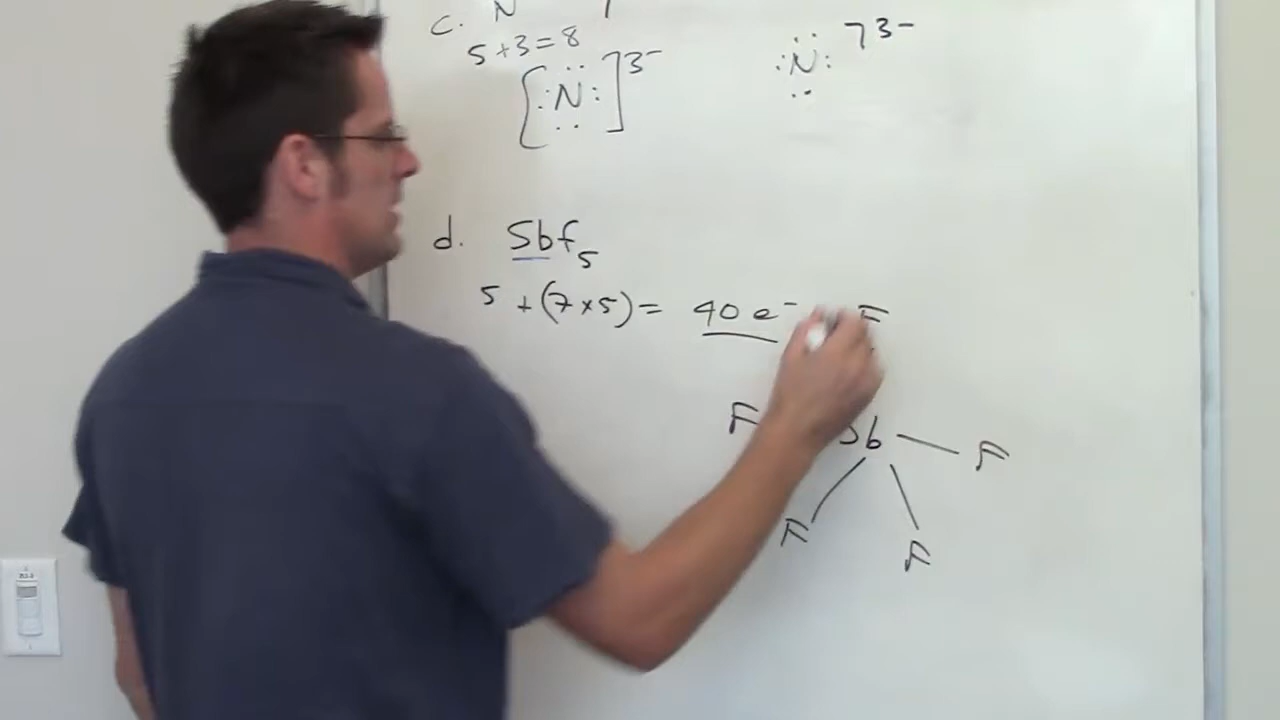 c. N
5+3=8
[:N̤̈:]³⁻
:N̤̈: ]³⁻
d. Sbf₅
5 + (7×5) = 40 e⁻
F
F Sb F
F F